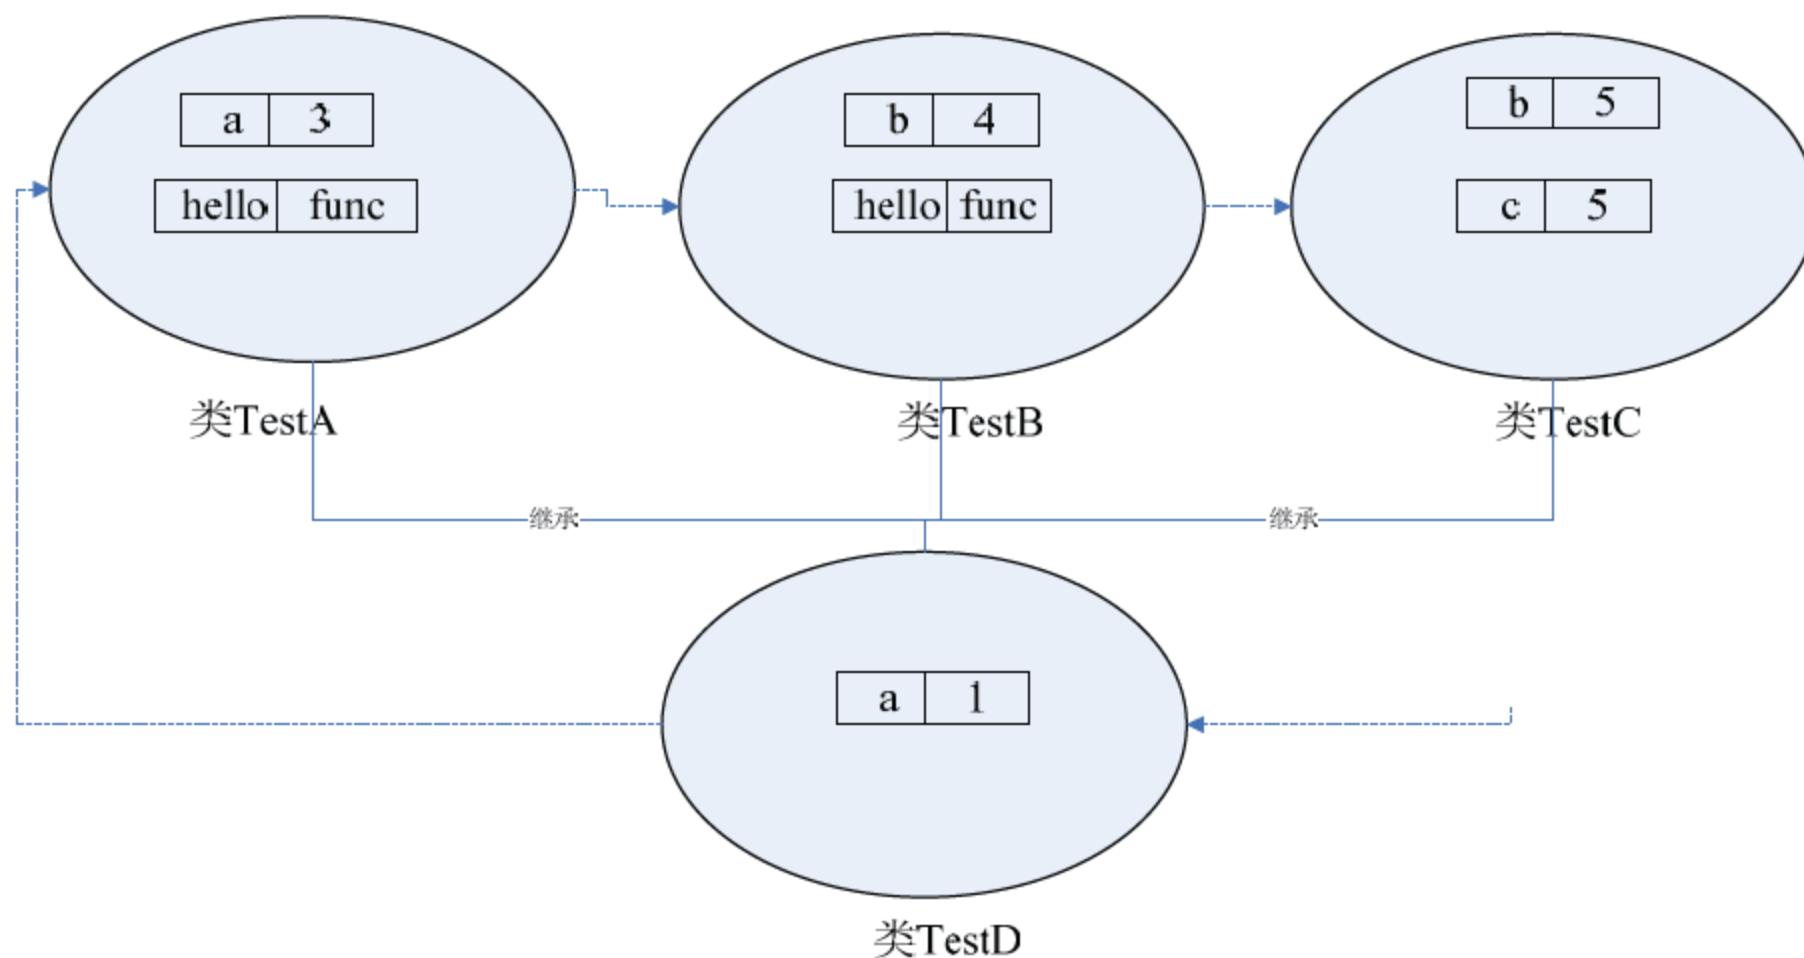 a 3
hello func
b 4
hello func
b 5
c 5
类TestA
类TestB
类TestC
继承
继承
a 1
类TestD